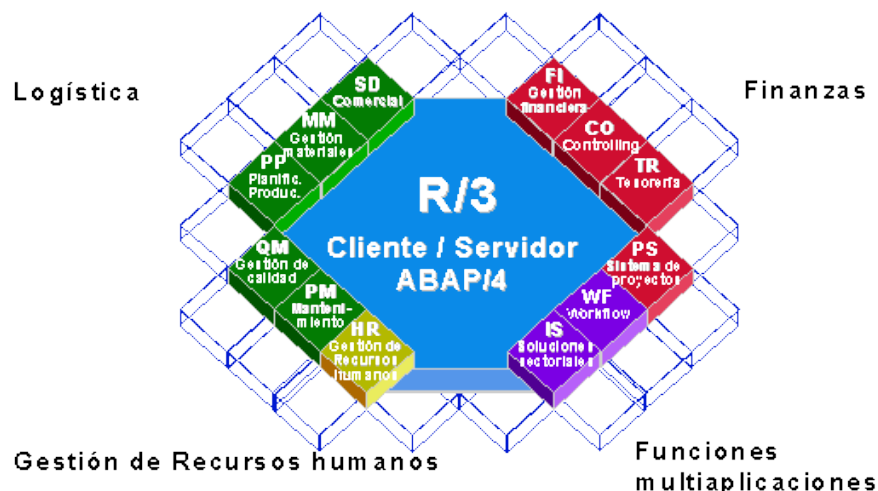 Logística
Finanzas
SD
Comercial
MM
Gestión
materiales
PP
Planific.
Produc.
FI
Gestión
financiera
CO
Controlling
TR
Tesorería
R/3
Cliente / Servidor
ABAP/4
QM
Gestión de
calidad
PM
Manteni-
miento
HR
Gestión de
Recursos
humanos
PS
Sistema de
proyectos
WF
Workflow
IS
Soluciones
sectoriales
Gestión de Recursos humanos
Funciones
multiaplicaciones